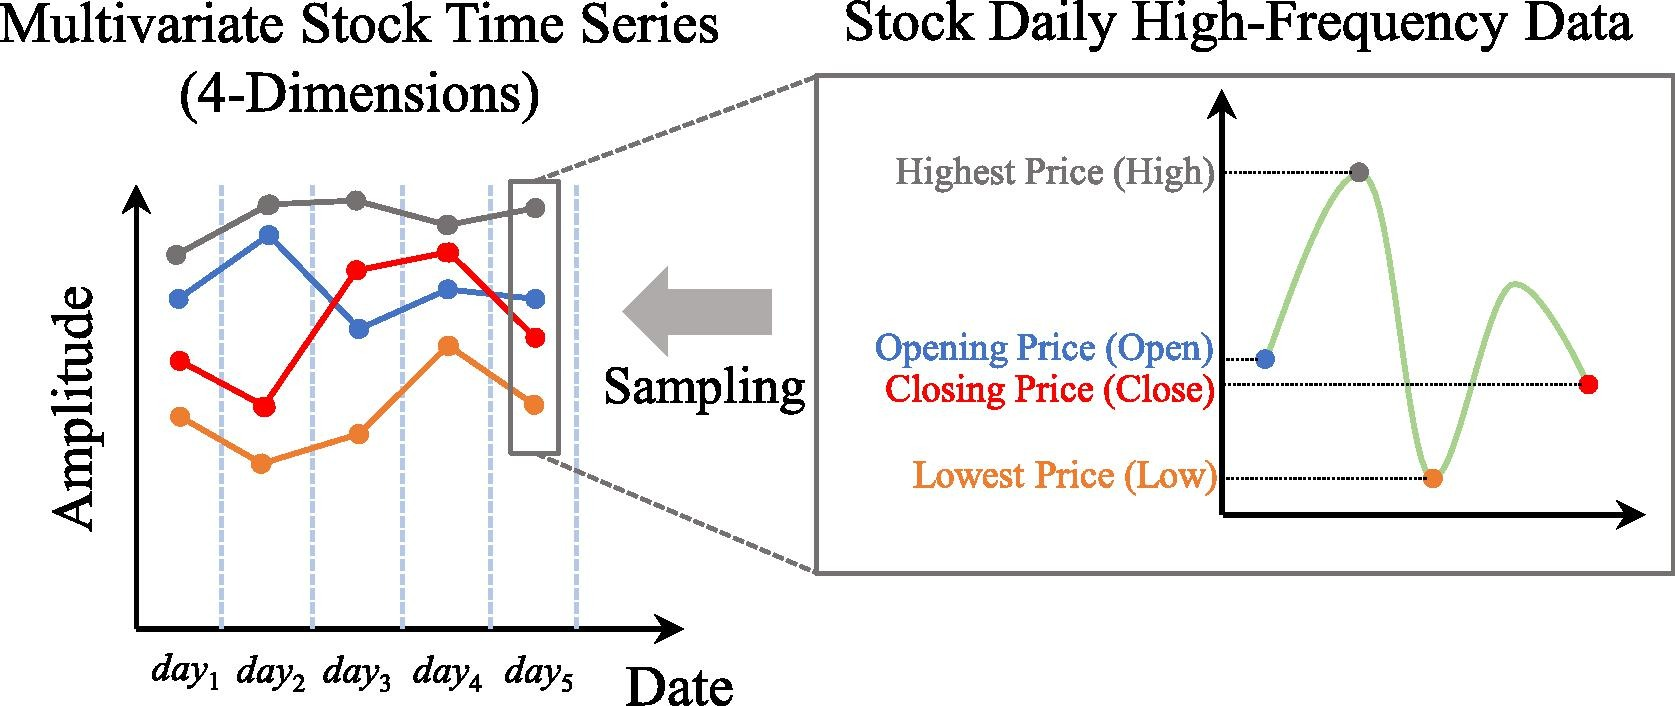 Multivariate Stock Time Series
(4-Dimensions)
Amplitude
day1 day2 day3 day4 day5
Date
Sampling
Stock Daily High-Frequency Data
Highest Price (High)
Opening Price (Open)
Closing Price (Close)
Lowest Price (Low)